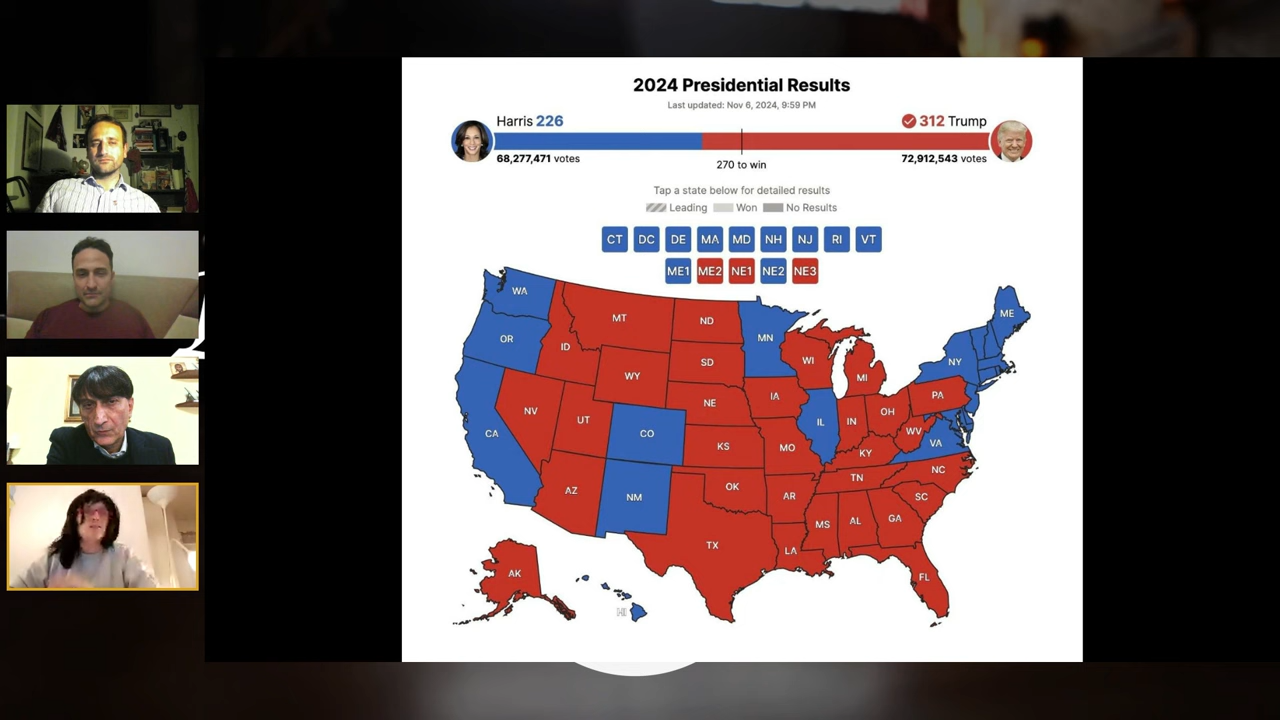 2024 Presidential Results
Last updated: Nov 6, 2024, 9:59 PM
Harris 226
312 Trump
68,277,471 votes
270 to win
72,912,543 votes
Tap a state below for detailed results
Leading Won No Results
CT DC DE MA MD NH NJ RI VT
ME1 ME2 NE1 NE2 NE3
WA
MT
ND
MN
ME
OR
ID
SD
WI
NY
WY
MI
NV
NE
IA
PA
UT
CO
IL
IN
OH
WV
VA
CA
KS
MO
KY
AZ
NM
OK
AR
TN
NC
SC
TX
MS
AL
GA
LA
AK
FL
HI